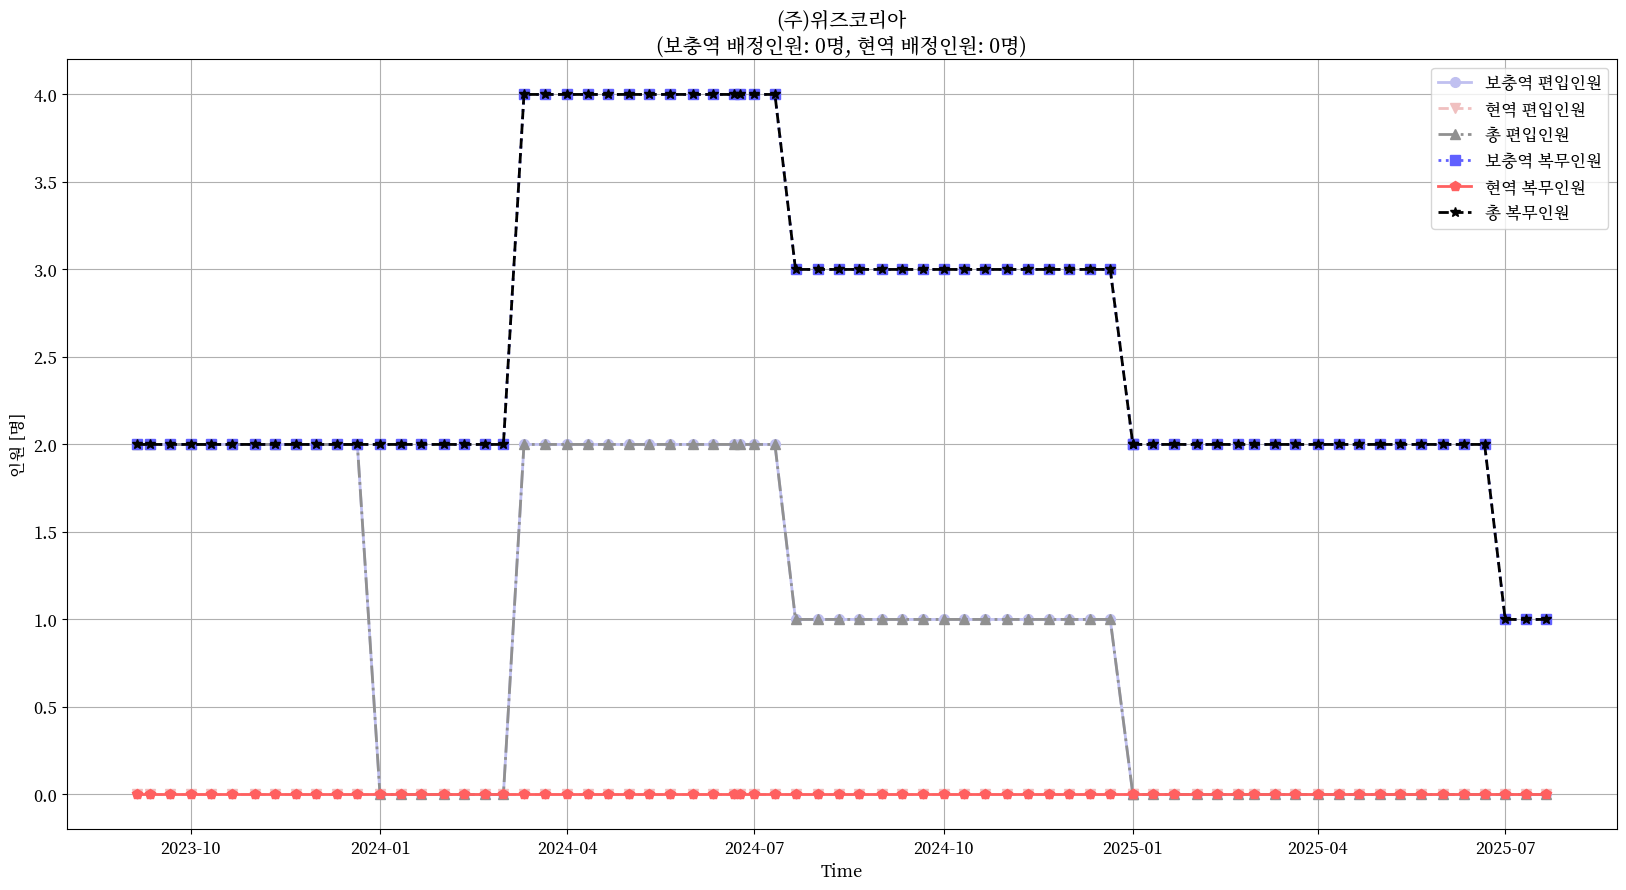 (주)위즈코리아
(보충역 배정인원: 0명, 현역 배정인원: 0명)
보충역 편입인원
현역 편입인원
총 편입인원
보충역 복무인원
현역 복무인원
총 복무인원
4.0
3.5
3.0
2.5
2.0
1.5
1.0
0.5
0.0
인원 [명]
2023-10 2024-01 2024-04 2024-07 2024-10 2025-01 2025-04 2025-07
Time